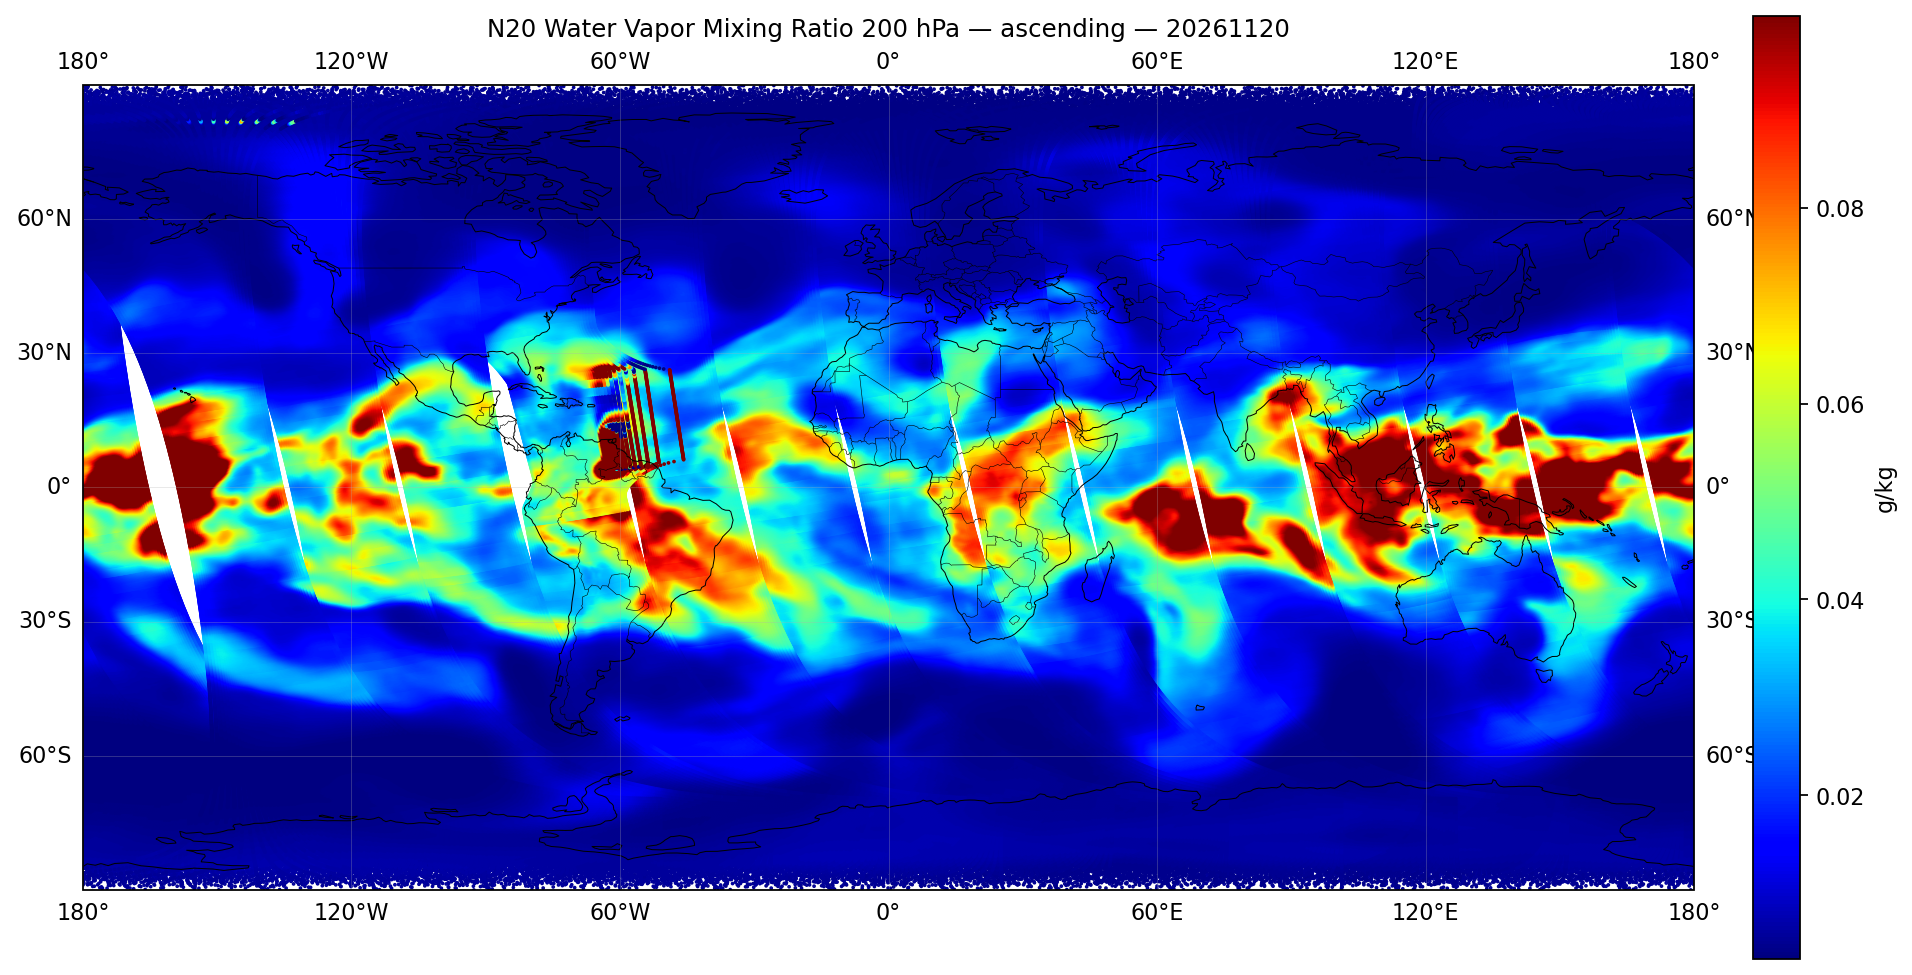 N20 Water Vapor Mixing Ratio 200 hPa — ascending — 20261120
180° 120°W 60°W 0° 60°E 120°E 180°
60°N 60°N 0.08
30°N 30°N 0.06
0° 0° g/kg
30°S 30°S 0.04
60°S 60°S 0.02
180° 120°W 60°W 0° 60°E 120°E 180°